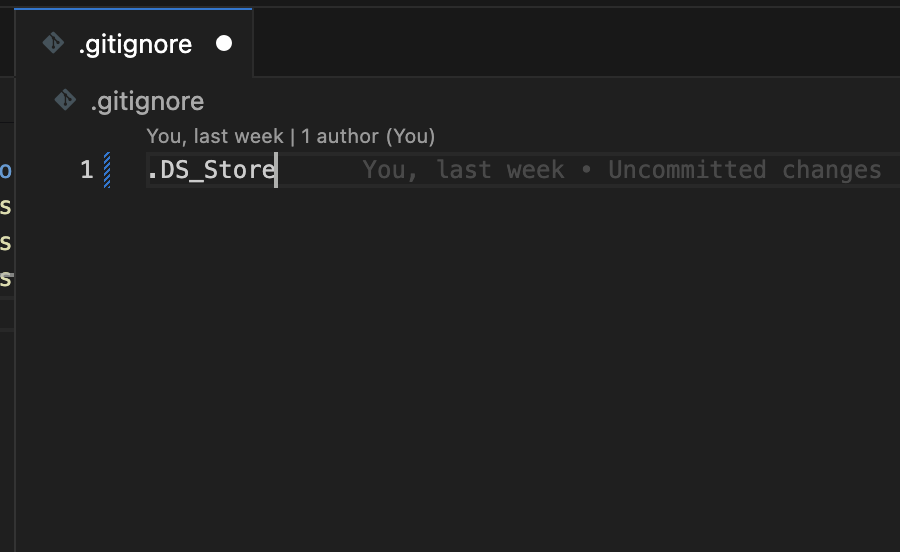 .gitignore
.gitignore
You, last week | 1 author (You)
1 .DS_Store You, last week • Uncommitted changes
o
s
s
s